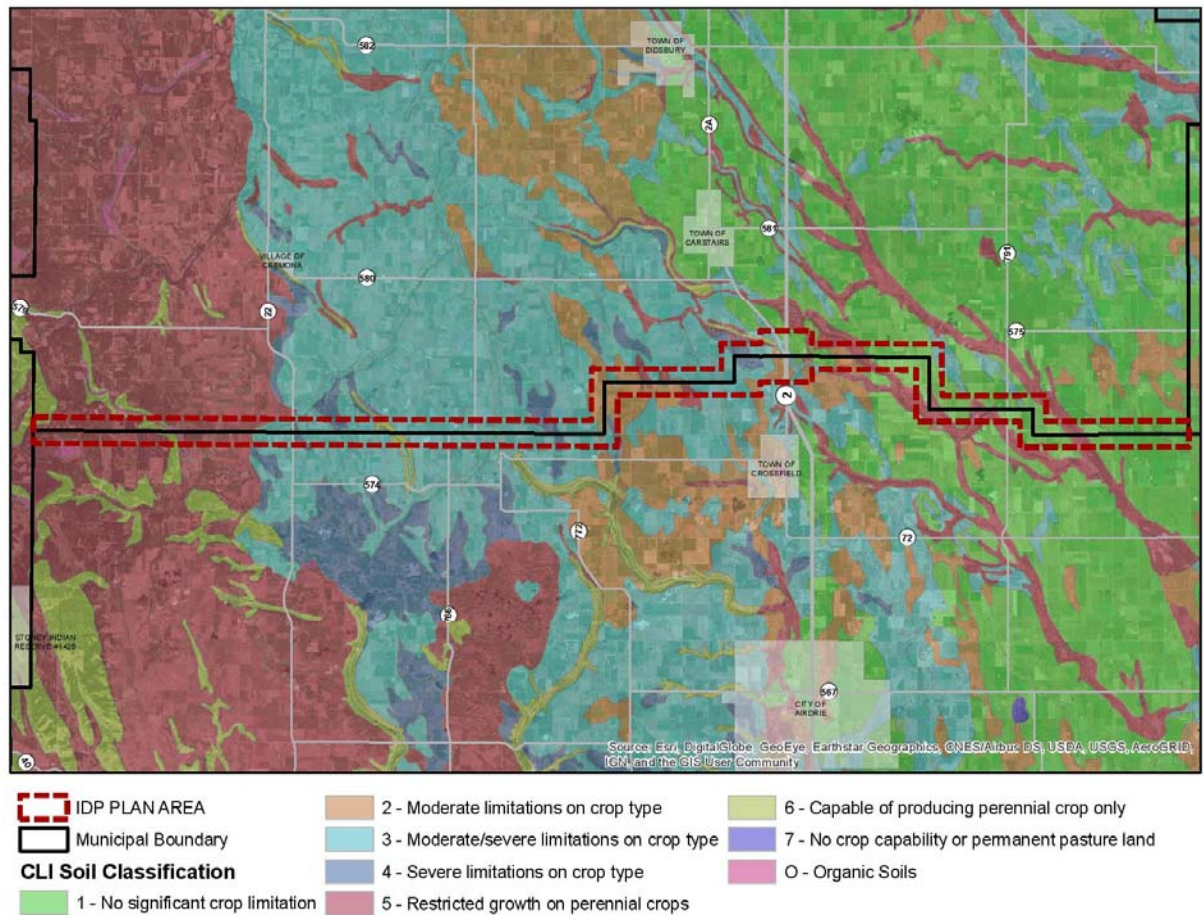 582
TOWN OF
DIDSBURY
2A
TOWN OF
CARSTAIRS
581
791
VILLAGE OF
CREMONA
580
22
575
2
TOWN OF
CROSSFIELD
574
772
72
766
STONEY INDIAN
RESERVE #142B
567
CITY OF
AIRDRIE
40
Source: Esri, DigitalGlobe, GeoEye, Earthstar Geographics, CNES/Airbus DS, USDA, USGS, AeroGRID,
IGN, and the GIS User Community
IDP PLAN AREA
Municipal Boundary
CLI Soil Classification
1 - No significant crop limitation
2 - Moderate limitations on crop type
3 - Moderate/severe limitations on crop type
4 - Severe limitations on crop type
5 - Restricted growth on perennial crops
6 - Capable of producing perennial crop only
7 - No crop capability or permanent pasture land
O - Organic Soils